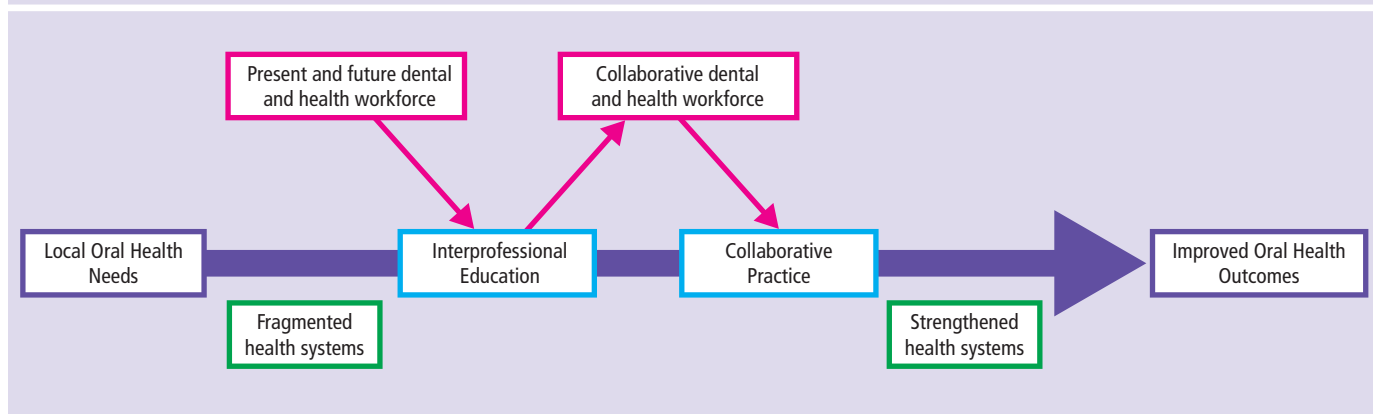 Present and future dental
and health workforce
Collaborative dental
and health workforce
Local Oral Health
Needs
Interprofessional
Education
Collaborative
Practice
Improved Oral Health
Outcomes
Fragmented
health systems
Strengthened
health systems